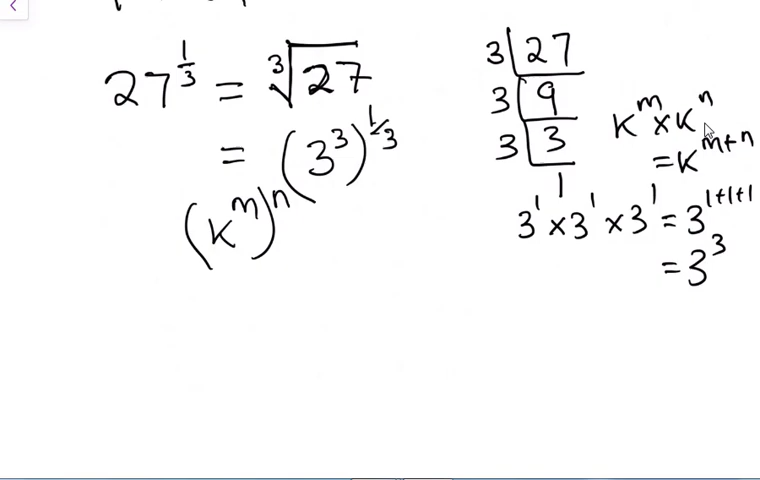 27^{1/3} = ∛27
= (3^3)^{1/3}
(k^m)^n
3 | 27
3 | 9
3 | 3
1
k^m × k^n
= k^{m+n}
3^1 × 3^1 × 3^1 = 3^{1+1+1}
= 3^3